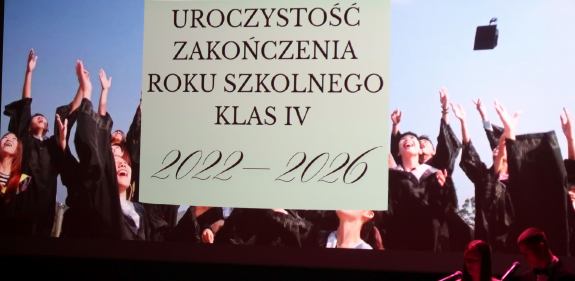 UROCZYSTOŚĆ
ZAKOŃCZENIA
ROKU SZKOLNEGO
KLAS IV
2022–2026